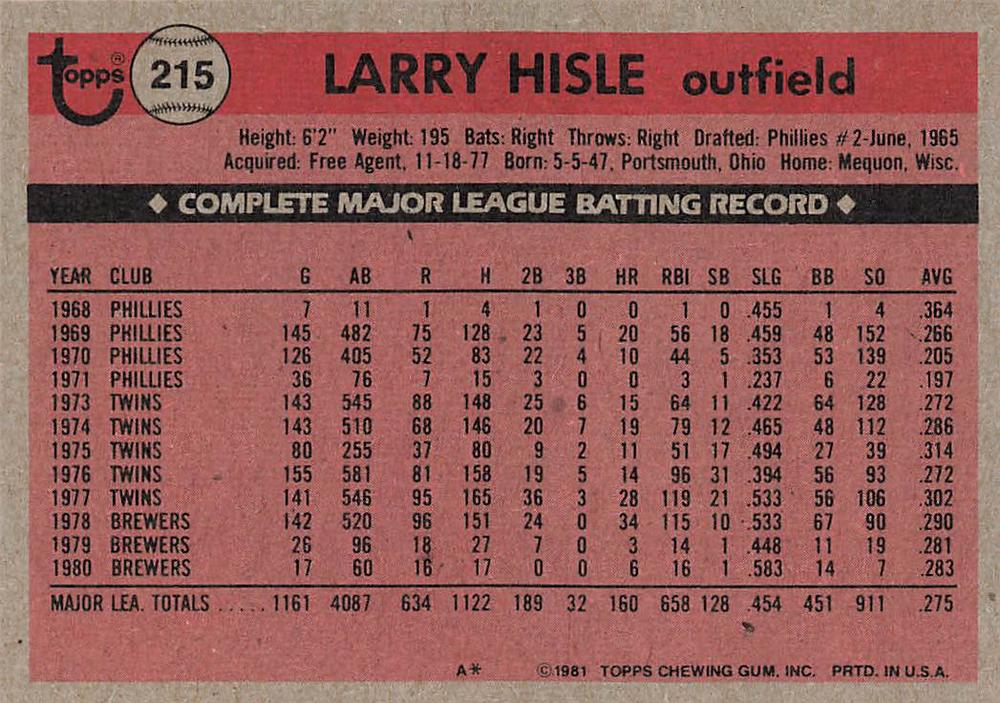 Topps® 215 LARRY HISLE outfield
Height: 6'2" Weight: 195 Bats: Right Throws: Right Drafted: Phillies #2-June, 1965
Acquired: Free Agent, 11-18-77 Born: 5-5-47, Portsmouth, Ohio Home: Mequon, Wisc.
◆ COMPLETE MAJOR LEAGUE BATTING RECORD ◆
YEAR CLUB G AB R H 2B 3B HR RBI SB SLG BB SO AVG
1968 PHILLIES 7 11 1 4 1 0 0 1 0 .455 1 4 .364
1969 PHILLIES 145 482 75 128 23 5 20 56 18 .459 48 152 .266
1970 PHILLIES 126 405 52 83 22 4 10 44 5 .353 53 139 .205
1971 PHILLIES 36 76 7 15 3 0 0 3 1 .237 6 22 .197
1973 TWINS 143 545 88 148 25 6 15 64 11 .422 64 128 .272
1974 TWINS 143 510 68 146 20 7 19 79 12 .465 48 112 .286
1975 TWINS 80 255 37 80 9 2 11 51 17 .494 27 39 .314
1976 TWINS 155 581 81 158 19 5 14 96 31 .394 56 93 .272
1977 TWINS 141 546 95 165 36 3 28 119 21 .533 56 106 .302
1978 BREWERS 142 520 96 151 24 0 34 115 10 .533 67 90 .290
1979 BREWERS 26 96 18 27 7 0 3 14 1 .448 11 19 .281
1980 BREWERS 17 60 16 17 0 0 6 16 1 .583 14 7 .283
MAJOR LEA. TOTALS ..... 1161 4087 634 1122 189 32 160 658 128 .454 451 911 .275
A* ©1981 TOPPS CHEWING GUM, INC. PRTD. IN U.S.A.